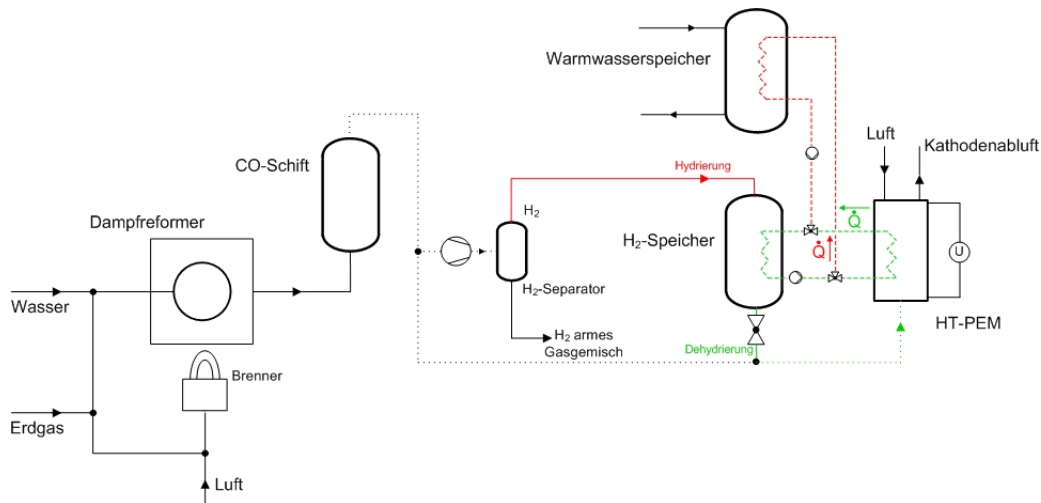 Warmwasserspeicher
Luft
Kathodenabluft
CO-Schift
Hydrierung
Dampfreformer
H₂
Q̇
H₂-Speicher
Q̇
U
Wasser
H₂-Separator
HT-PEM
H₂ armes
Gasgemisch
Dehydrierung
Brenner
Erdgas
Luft